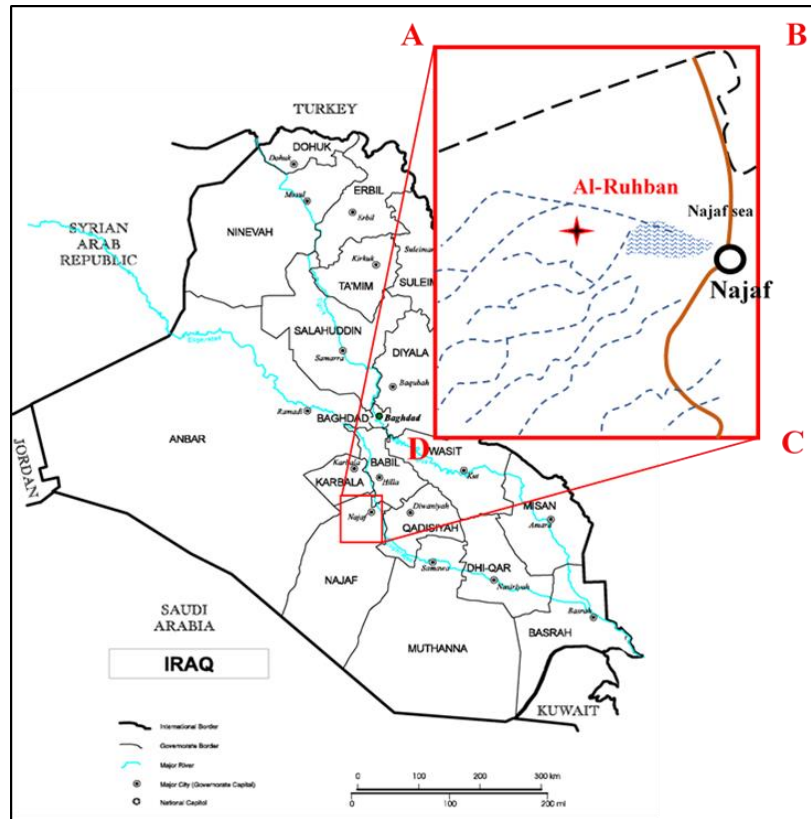 A
B
TURKEY
DOHUK
Dohuk
Mosul
ERBIL
Erbil
NINEVAH
SYRIAN
ARAB
REPUBLIC
Kirkuk
Suleiman
TA'MIM
SULEIM
SALAHUDDIN
Samarra
DIYALA
Baqubah
Al-Ruhban
Najaf sea
Najaf
Ramadi
BAGHDAD
Baghdad
ANBAR
JORDAN
D
C
WASIT
Karbala
BABIL
KARBALA
Hilla
Kut
Najaf
Diwaniyah
QADISIYAH
MISAN
Amara
NAJAF
Samawa
DHI-QAR
Nasiriyah
Basrah
BASRAH
SAUDI
ARABIA
MUTHANNA
IRAQ
KUWAIT
International Border
Governorate Border
Major River
Major City (Governorate Capital)
National Capitol
0 100 200 300 km
0 100 200 mi